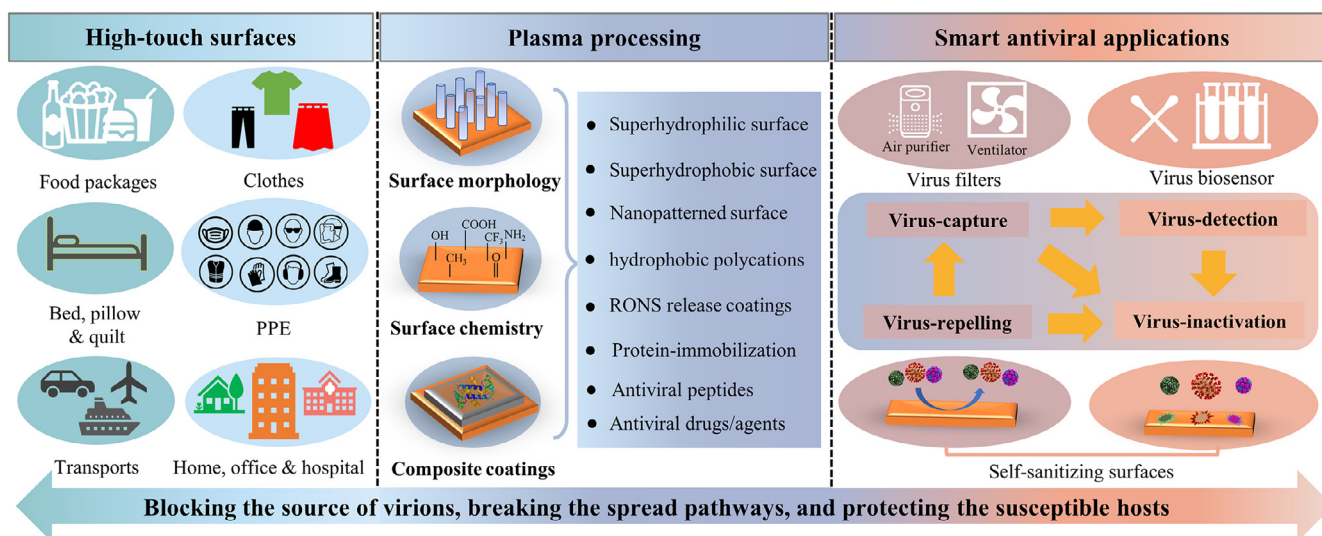 High-touch surfaces
Plasma processing
Smart antiviral applications
Food packages
Clothes
Bed, pillow
& quilt
PPE
Transports
Home, office & hospital
Surface morphology
OH
COOH
CF3
NH2
CH3
O
Surface chemistry
Composite coatings
● Superhydrophilic surface
● Superhydrophobic surface
● Nanopatterned surface
● hydrophobic polycations
● RONS release coatings
● Protein-immobilization
● Antiviral peptides
● Antiviral drugs/agents
Air purifier
Ventilator
Virus filters
Virus biosensor
Virus-capture
Virus-detection
Virus-repelling
Virus-inactivation
Self-sanitizing surfaces
Blocking the source of virions, breaking the spread pathways, and protecting the susceptible hosts